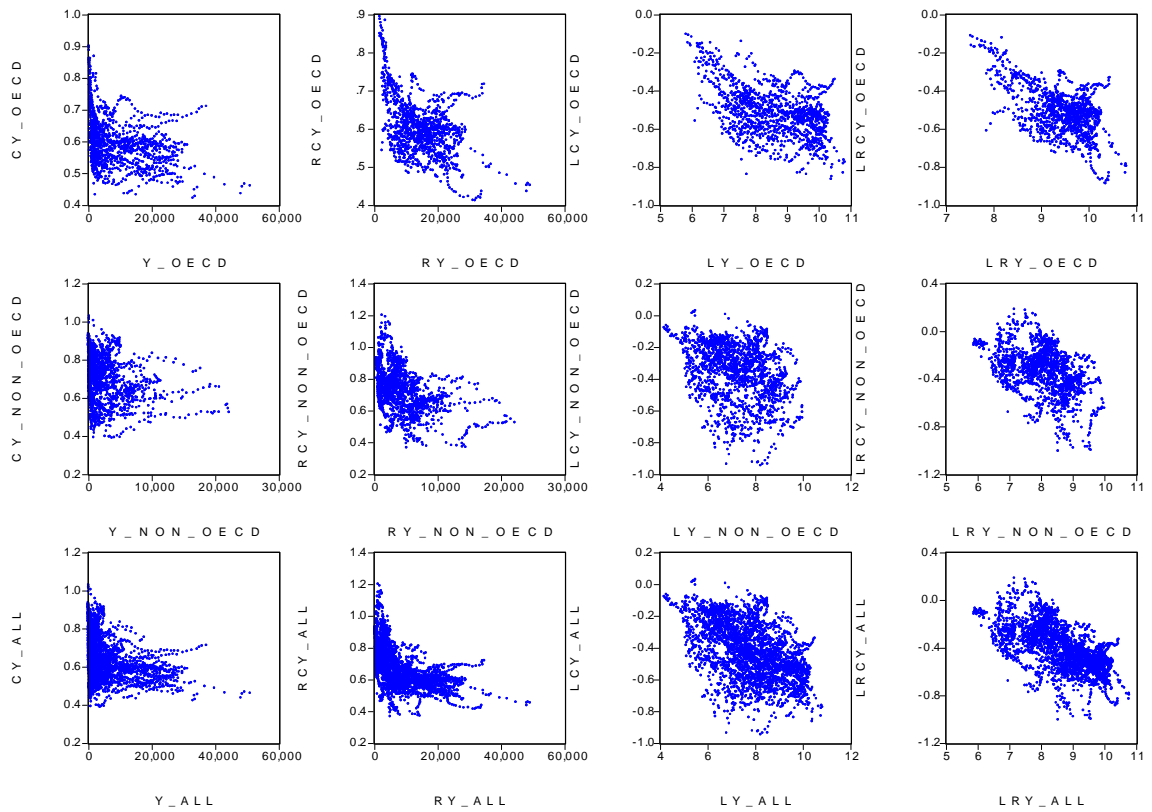 CY_OECD
1.0
0.9
0.8
0.7
0.6
0.5
0.4
0 20,000 40,000 60,000
Y_OECD
RCY_OECD
.9
.8
.7
.6
.5
.4
0 20,000 40,000 60,000
RY_OECD
LCY_OECD
0.0
-0.2
-0.4
-0.6
-0.8
-1.0
5 6 7 8 9 10 11
LY_OECD
LRCY_OECD
0.0
-0.2
-0.4
-0.6
-0.8
-1.0
7 8 9 10 11
LRY_OECD
CY_NON_OECD
1.2
1.0
0.8
0.6
0.4
0.2
0 10,000 20,000 30,000
Y_NON_OECD
RCY_NON_OECD
1.4
1.2
1.0
0.8
0.6
0.4
0.2
0 10,000 20,000 30,000
RY_NON_OECD
LCY_NON_OECD
0.2
0.0
-0.2
-0.4
-0.6
-0.8
-1.0
4 6 8 10 12
LY_NON_OECD
LRCY_NON_OECD
0.4
0.0
-0.4
-0.8
-1.2
5 6 7 8 9 10 11
LRY_NON_OECD
CY_ALL
1.2
1.0
0.8
0.6
0.4
0.2
0 20,000 40,000 60,000
Y_ALL
RCY_ALL
1.4
1.2
1.0
0.8
0.6
0.4
0.2
0 20,000 40,000 60,000
RY_ALL
LCY_ALL
0.2
0.0
-0.2
-0.4
-0.6
-0.8
-1.0
4 6 8 10 12
LY_ALL
LRCY_ALL
0.4
0.0
-0.4
-0.8
-1.2
5 6 7 8 9 10 11
LRY_ALL